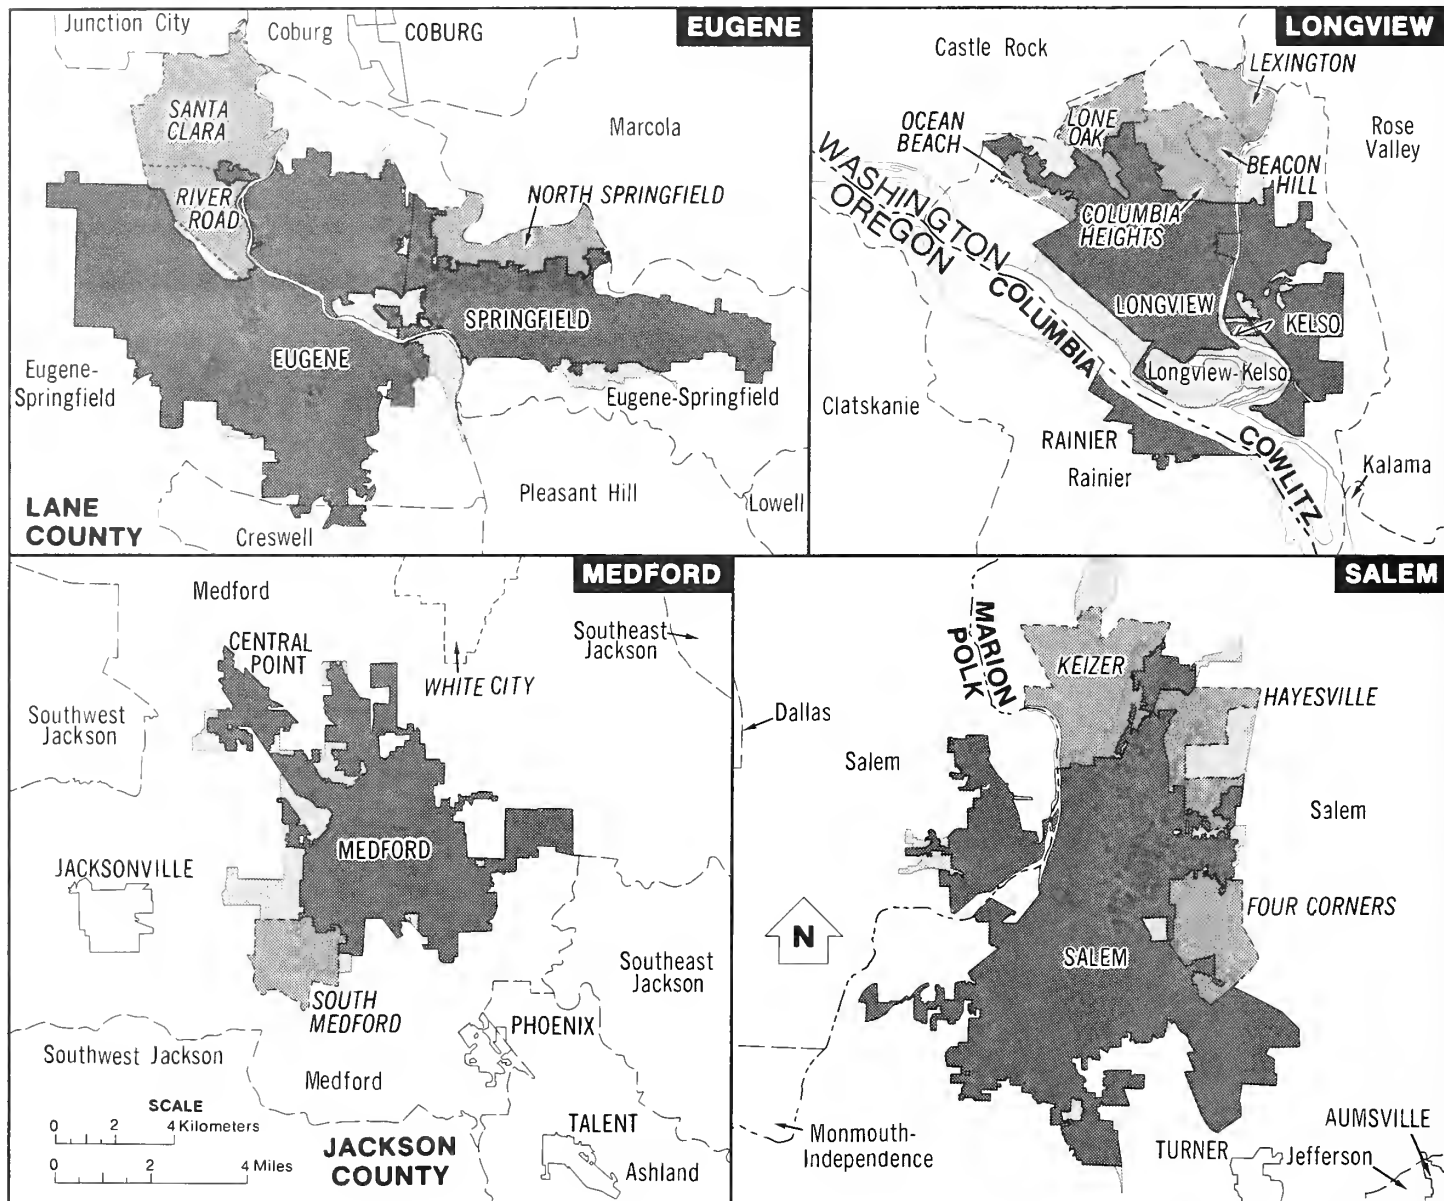 EUGENE
Junction City
Coburg
COBURG
SANTA
CLARA
Marcola
RIVER
ROAD
NORTH SPRINGFIELD
SPRINGFIELD
EUGENE
Eugene-
Springfield
Eugene-Springfield
Pleasant Hill
Lowell
LANE
COUNTY
Creswell
LONGVIEW
Castle Rock
LEXINGTON
OCEAN
BEACH
LONE
OAK
Rose
Valley
BEACON
HILL
WASHINGTON
OREGON
COLUMBIA
HEIGHTS
LONGVIEW
KELSO
COLUMBIA
Longview-Kelso
Clatskanie
COWLITZ
RAINIER
Rainier
Kalama
MEDFORD
Medford
CENTRAL
POINT
Southeast
Jackson
WHITE CITY
Southwest
Jackson
MEDFORD
JACKSONVILLE
Southeast
Jackson
SOUTH
MEDFORD
PHOENIX
Southwest Jackson
Medford
SCALE
0 2 4 Kilometers
0 2 4 Miles
JACKSON
COUNTY
TALENT
Ashland
SALEM
MARION
POLK
KEIZER
HAYESVILLE
Dallas
Salem
Salem
FOUR CORNERS
N
SALEM
Monmouth-
Independence
TURNER
AUMSVILLE
Jefferson